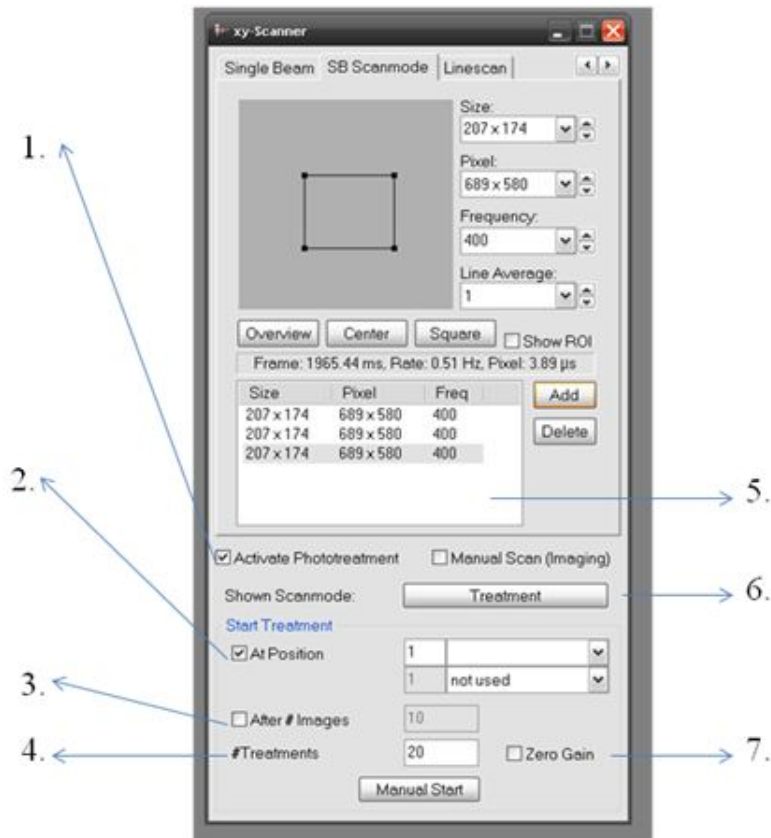 xy-Scanner
Single Beam SB Scanmode Linescan
Size:
207 x 174
1.
Pixel:
689 x 580
Frequency:
400
Line Average:
1
Overview Center Square Show ROI
Frame: 1965.44 ms, Rate: 0.51 Hz, Pixel: 3.89 µs
Size Pixel Freq Add
207 x 174 689 x 580 400
207 x 174 689 x 580 400 Delete
207 x 174 689 x 580 400
2.
5.
Activate Phototreatment Manual Scan (Imaging)
Shown Scanmode: Treatment 6.
Start Treatment
At Position 1
1 not used
3.
After # Images 10
4. #Treatments 20 Zero Gain 7.
Manual Start